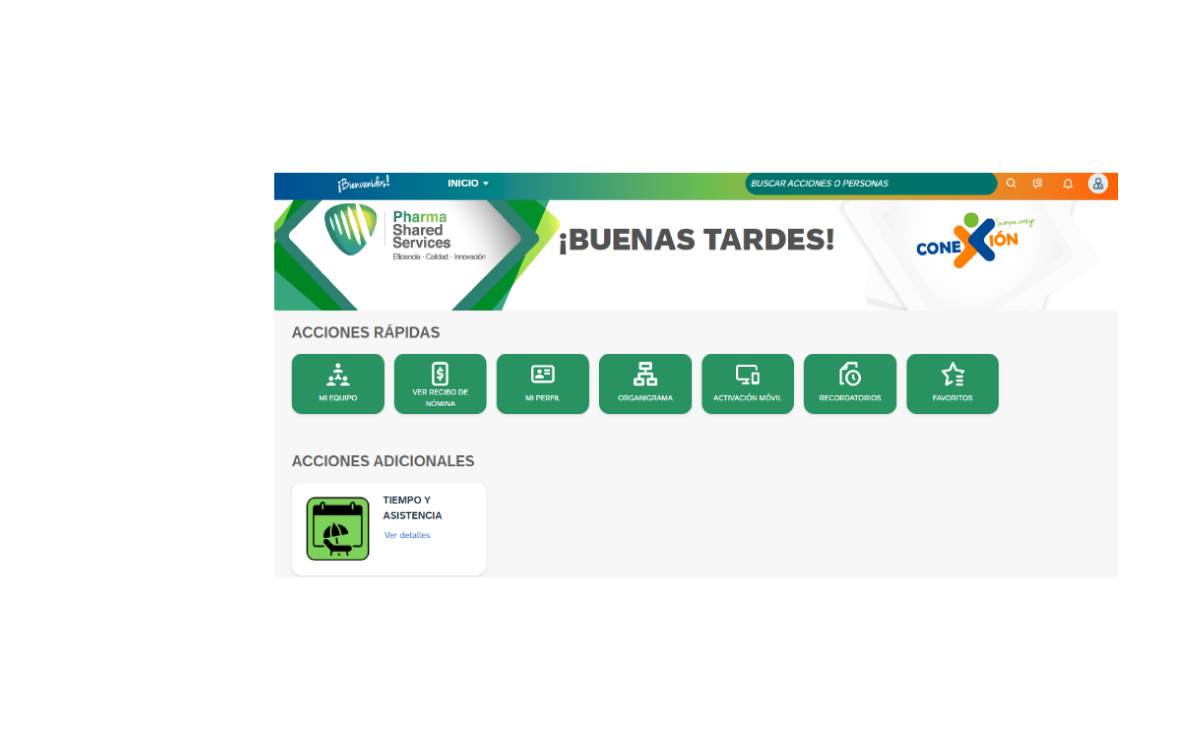 ¡Bienvenidos!
INICIO
BUSCAR ACCIONES O PERSONAS
Pharma
Shared
Services
Eficiencia - Calidad - Innovación
¡BUENAS TARDES!
Siempre contigo
CONEXIÓN
ACCIONES RÁPIDAS
MI EQUIPO
VER RECIBO DE
NÓMINA
MI PERFIL
ORGANIGRAMA
ACTIVACIÓN MÓVIL
RECORDATORIOS
FAVORITOS
ACCIONES ADICIONALES
TIEMPO Y
ASISTENCIA
Ver detalles